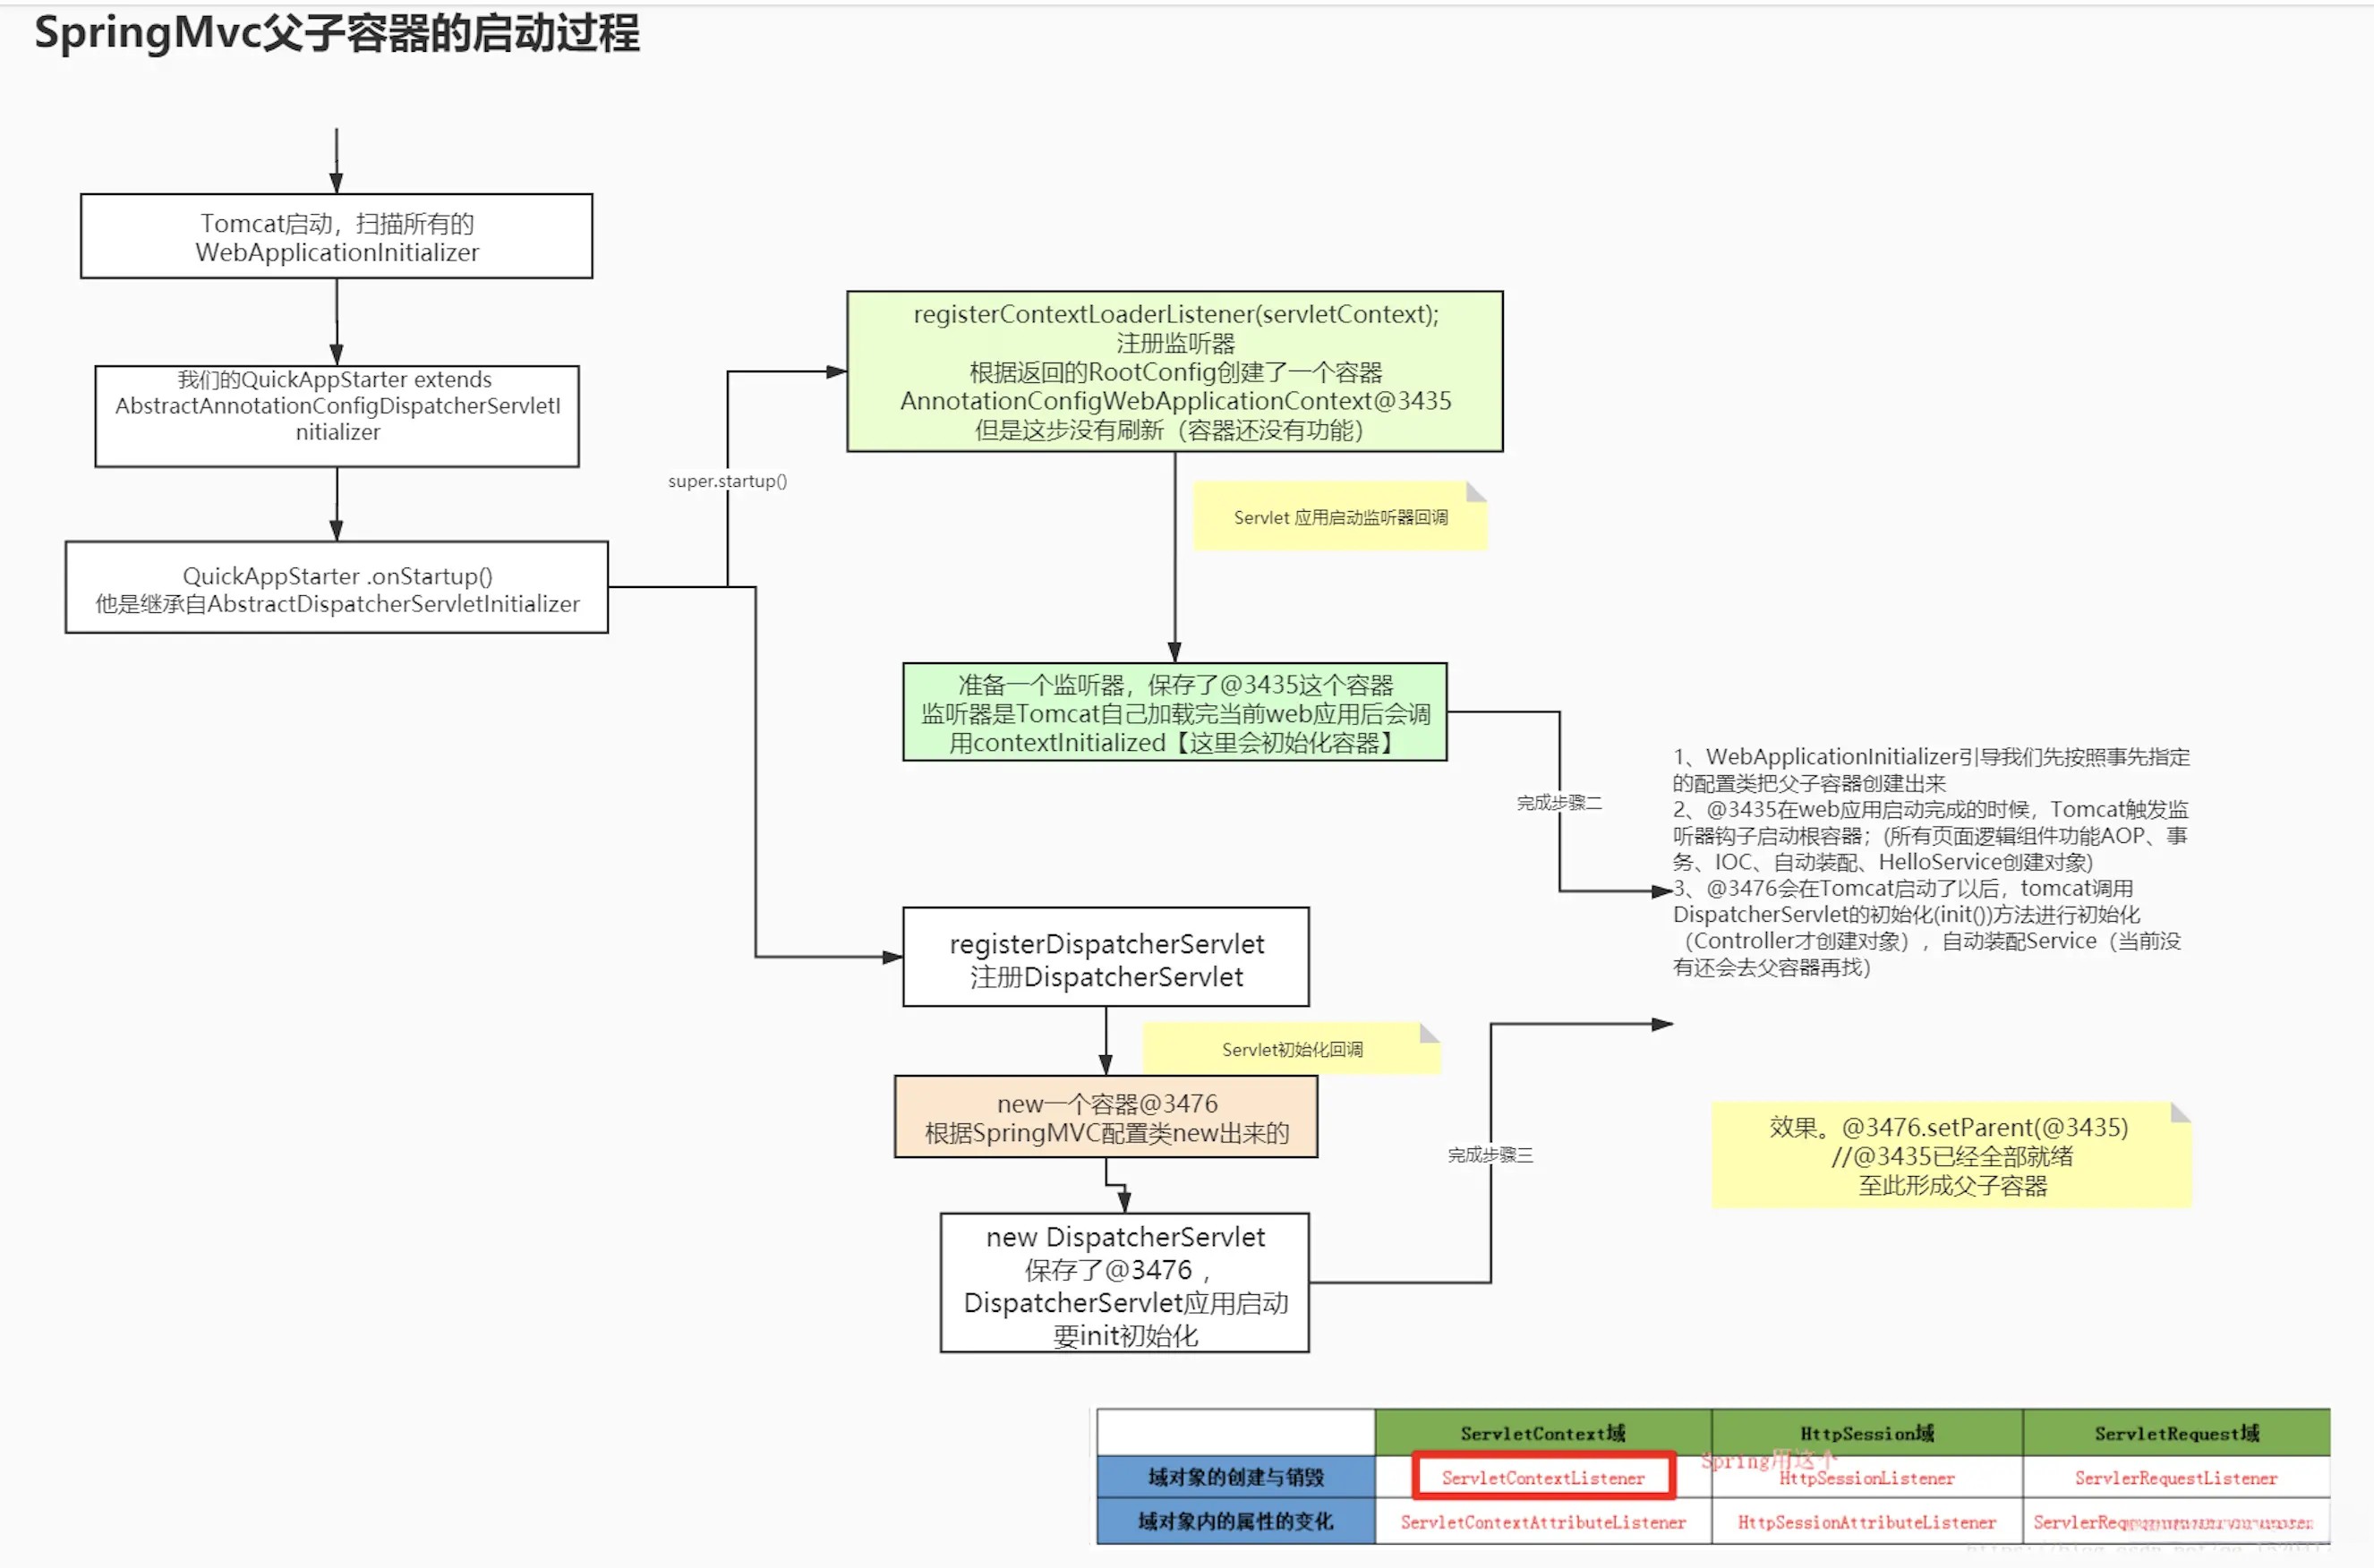 SpringMvc父子容器的启动过程
Tomcat启动，扫描所有的
WebApplicationInitializer
我们的QuickAppStarter extends
AbstractAnnotationConfigDispatcherServletI
nitializer
QuickAppStarter .onStartup()
他是继承自AbstractDispatcherServletInitializer
super.startup()
registerContextLoaderListener(servletContext);
注册监听器
根据返回的RootConfig创建了一个容器
AnnotationConfigWebApplicationContext@3435
但是这步没有刷新（容器还没有功能）
Servlet 应用启动监听器回调
准备一个监听器，保存了@3435这个容器
监听器是Tomcat自己加载完当前web应用后会调
用contextInitialized【这里会初始化容器】
完成步骤二
1、WebApplicationInitializer引导我们先按照事先指定
的配置类把父子容器创建出来
2、@3435在web应用启动完成的时候，Tomcat触发监
听器钩子启动根容器；(所有页面逻辑组件功能AOP、事
务、IOC、自动装配、HelloService创建对象)
3、@3476会在Tomcat启动了以后，tomcat调用
DispatcherServlet的初始化(init())方法进行初始化
（Controller才创建对象），自动装配Service（当前没
有还会去父容器再找)
registerDispatcherServlet
注册DispatcherServlet
Servlet初始化回调
new一个容器@3476
根据SpringMVC配置类new出来的
new DispatcherServlet
保存了@3476，
DispatcherServlet应用启动
要init初始化
完成步骤三
效果。@3476.setParent(@3435)
//@3435已经全部就绪
至此形成父子容器
ServletContext域 HttpSession域 ServletRequest域
Spring用这个
域对象的创建与销毁 ServletContextListener HttpSessionListener ServlerRequestListener
域对象内的属性的变化 ServletContextAttributeListener HttpSessionAttributeListener